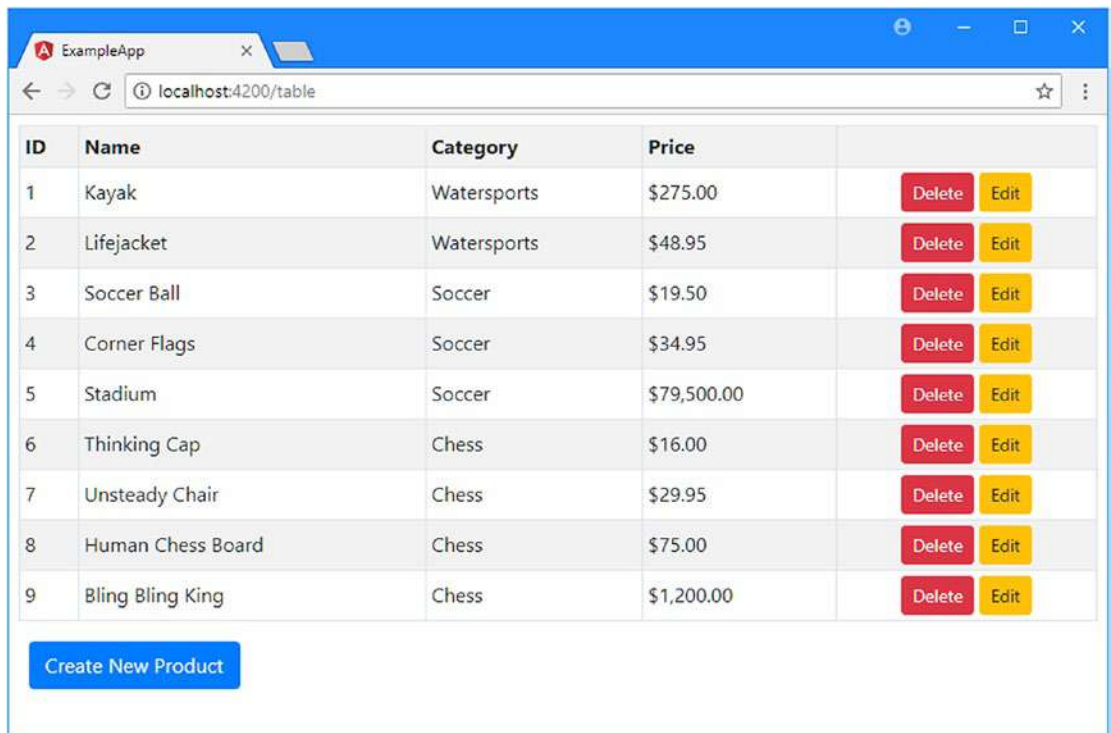 ExampleApp
localhost:4200/table
ID Name Category Price
1 Kayak Watersports $275.00 Delete Edit
2 Lifejacket Watersports $48.95 Delete Edit
3 Soccer Ball Soccer $19.50 Delete Edit
4 Corner Flags Soccer $34.95 Delete Edit
5 Stadium Soccer $79,500.00 Delete Edit
6 Thinking Cap Chess $16.00 Delete Edit
7 Unsteady Chair Chess $29.95 Delete Edit
8 Human Chess Board Chess $75.00 Delete Edit
9 Bling Bling King Chess $1,200.00 Delete Edit
Create New Product